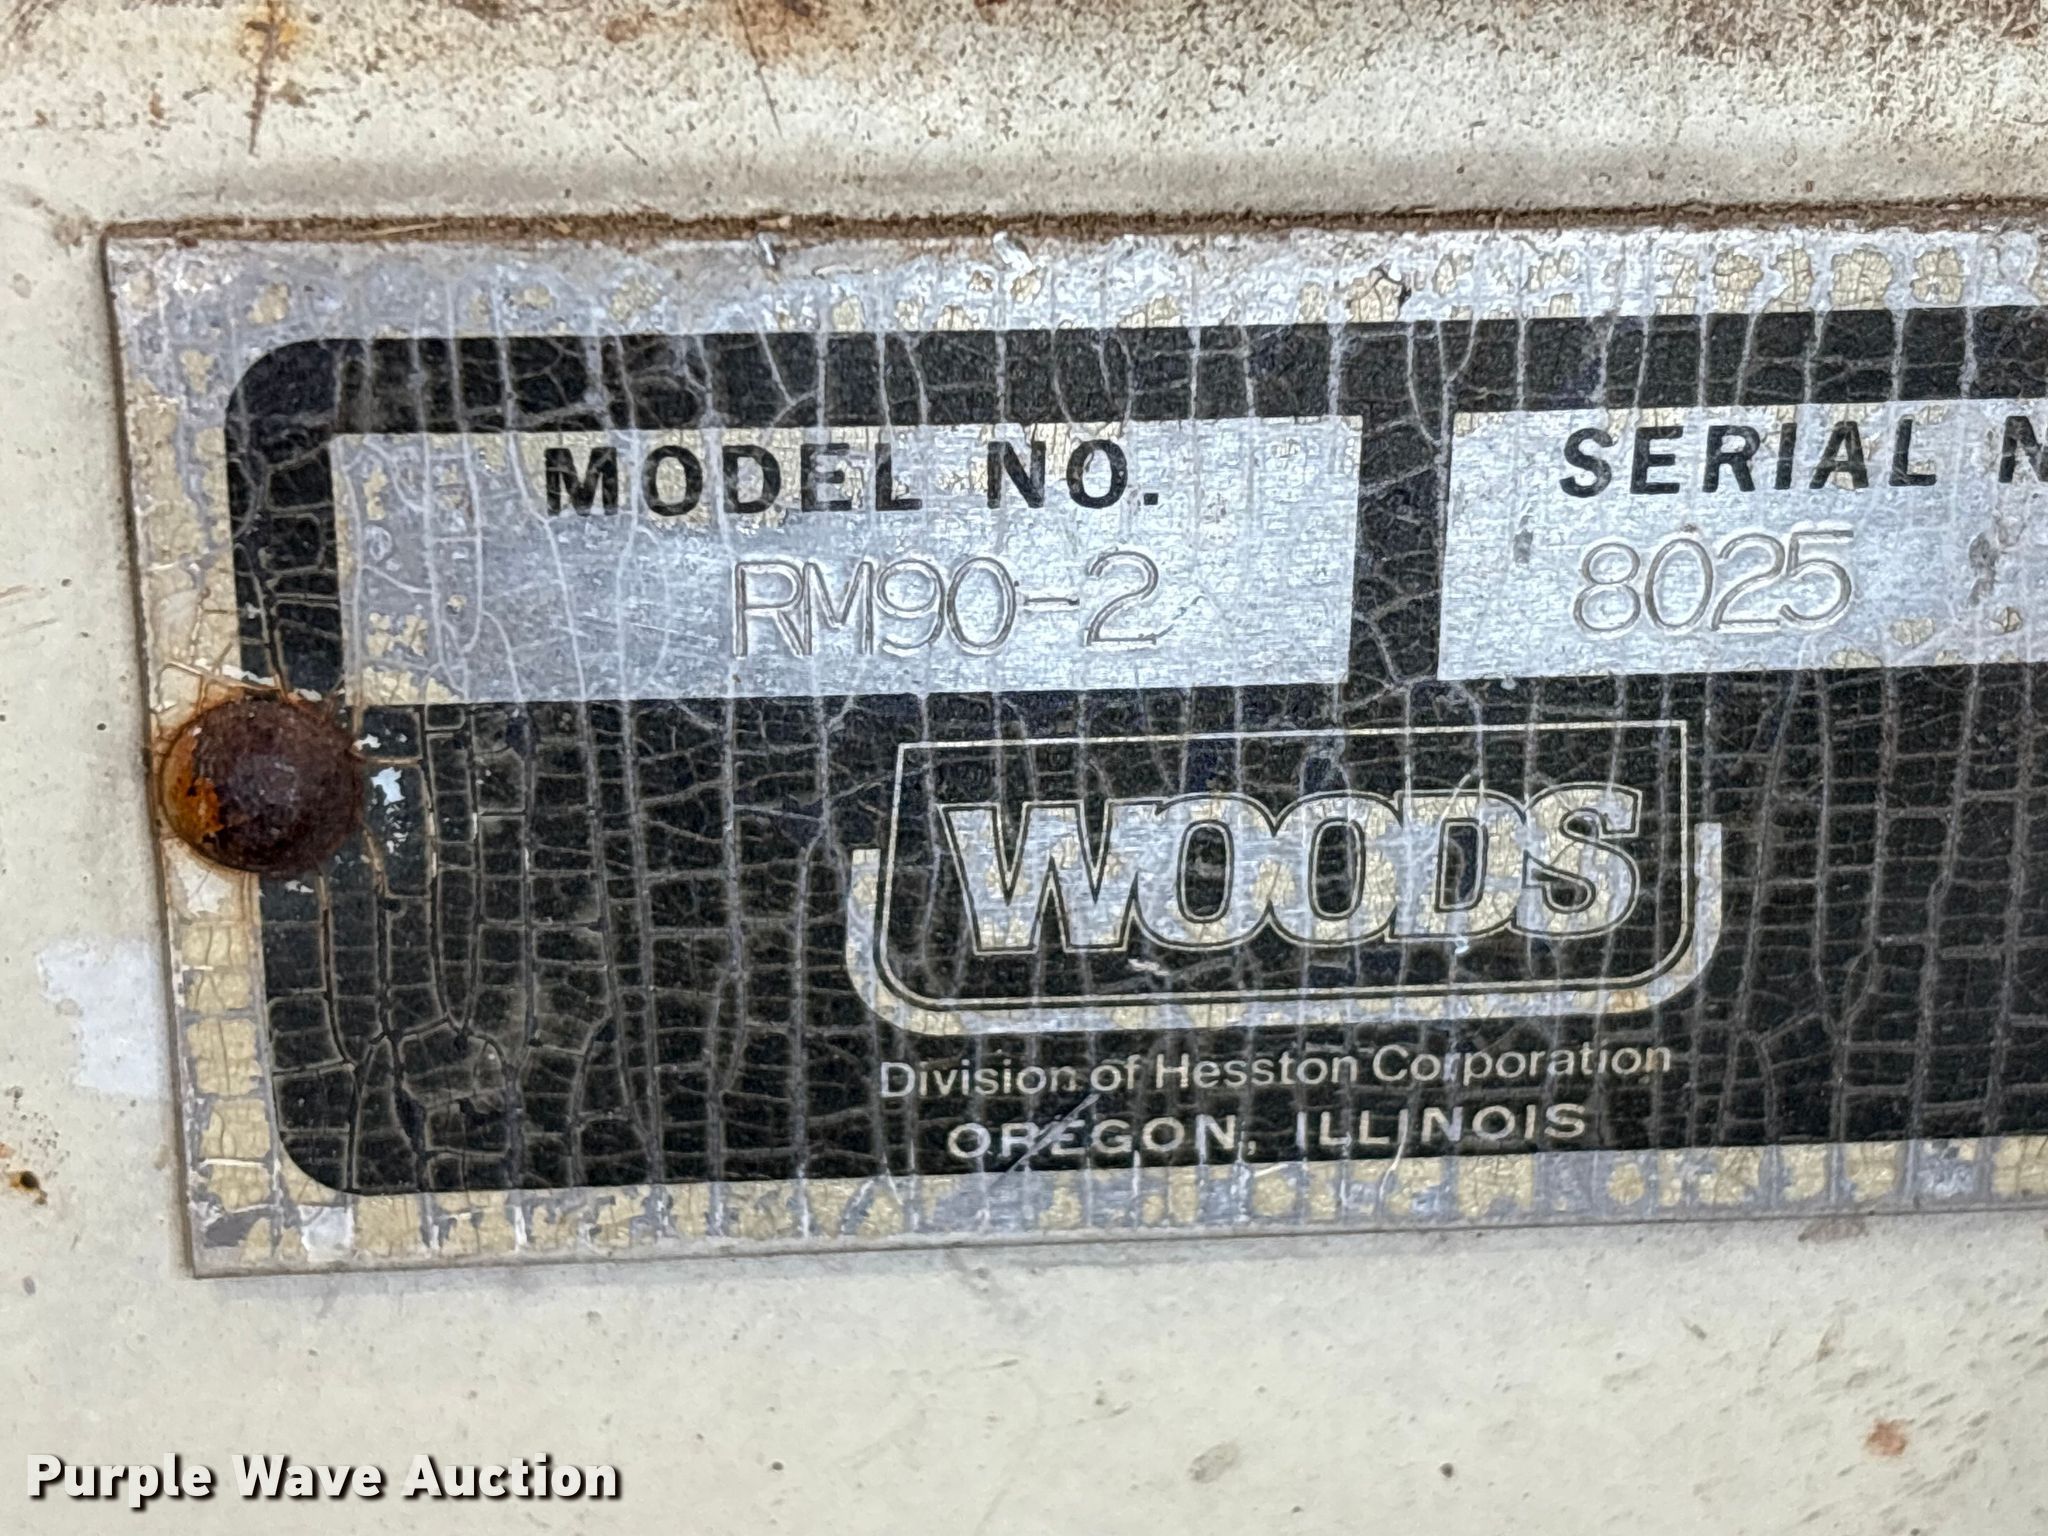 MODEL NO. SERIAL N
RM90-2 8025
WOODS
Division of Hesston Corporation
OREGON, ILLINOIS
Purple Wave Auction